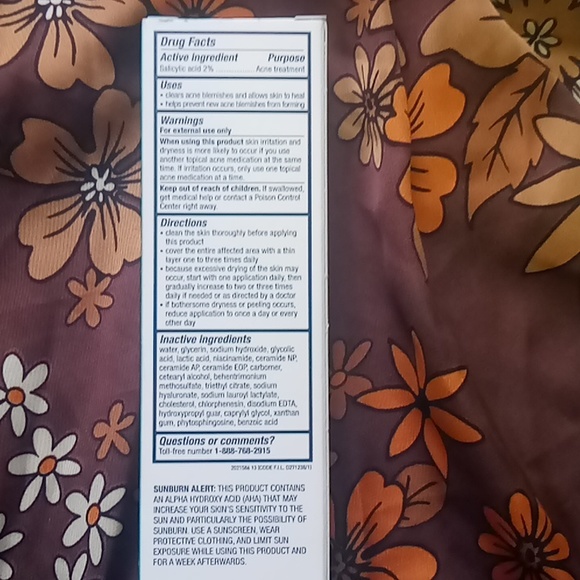 Drug Facts
Active ingredient Purpose
Salicylic acid 2% Acne treatment
Uses
• clears acne blemishes and allows skin to heal
• helps prevent new acne blemishes from forming
Warnings
For external use only
When using this product skin irritation and
dryness is more likely to occur if you use
another topical acne medication at the same
time. If irritation occurs, only use one topical
acne medication at a time.
Keep out of reach of children. If swallowed,
get medical help or contact a Poison Control
Center right away.
Directions
• clean the skin thoroughly before applying
this product
• cover the entire affected area with a thin
layer one to three times daily
• because excessive drying of the skin may
occur, start with one application daily, then
gradually increase to two or three times
daily if needed or as directed by a doctor
• if bothersome dryness or peeling occurs,
reduce application to once a day or every
other day
Inactive ingredients
water, glycerin, sodium hydroxide, glycolic
acid, lactic acid, niacinamide, ceramide NP,
ceramide AP, ceramide EOP, carbomer,
cetearyl alcohol, behentrimonium
methosulfate, triethyl citrate, sodium
hyaluronate, sodium lauroyl lactylate,
cholesterol, chlorphenesin, disodium EDTA,
hydroxypropyl guar, caprylyl glycol, xanthan
gum, phytosphingosine, benzoic acid
Questions or comments?
Toll-free number 1-888-768-2915
SUNBURN ALERT: THIS PRODUCT CONTAINS
AN ALPHA HYDROXY ACID (AHA) THAT MAY
INCREASE YOUR SKIN'S SENSITIVITY TO THE
SUN AND PARTICULARLY THE POSSIBILITY OF
SUNBURN. USE A SUNSCREEN, WEAR
PROTECTIVE CLOTHING, AND LIMIT SUN
EXPOSURE WHILE USING THIS PRODUCT AND
FOR A WEEK AFTERWARDS.